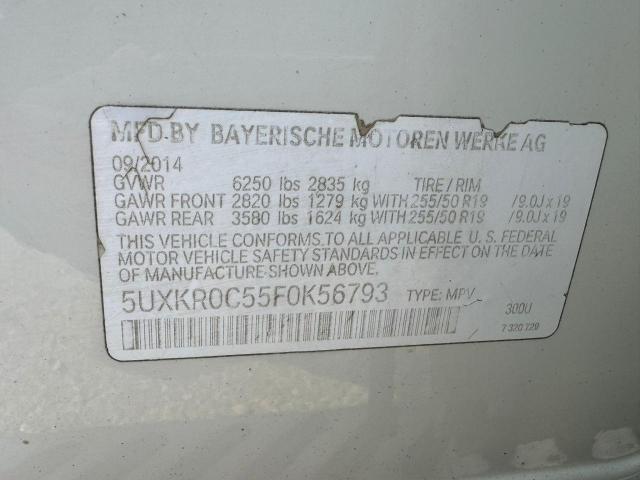 MFD.BY BAYERISCHE MOTOREN WERKE AG
09/2014
GVWR 6250 lbs 2835 kg TIRE / RIM
GAWR FRONT 2820 lbs 1279 kg WITH 255/50 R19 /9.0J x 19
GAWR REAR 3580 lbs 1624 kg WITH 255/50 R19 /9.0J x 19
THIS VEHICLE CONFORMS TO ALL APPLICABLE U. S. FEDERAL
MOTOR VEHICLE SAFETY STANDARDS IN EFFECT ON THE DATE
OF MANUFACTURE SHOWN ABOVE.
5UXKR0C55F0K56793 TYPE: MPV
300U
7 320 729